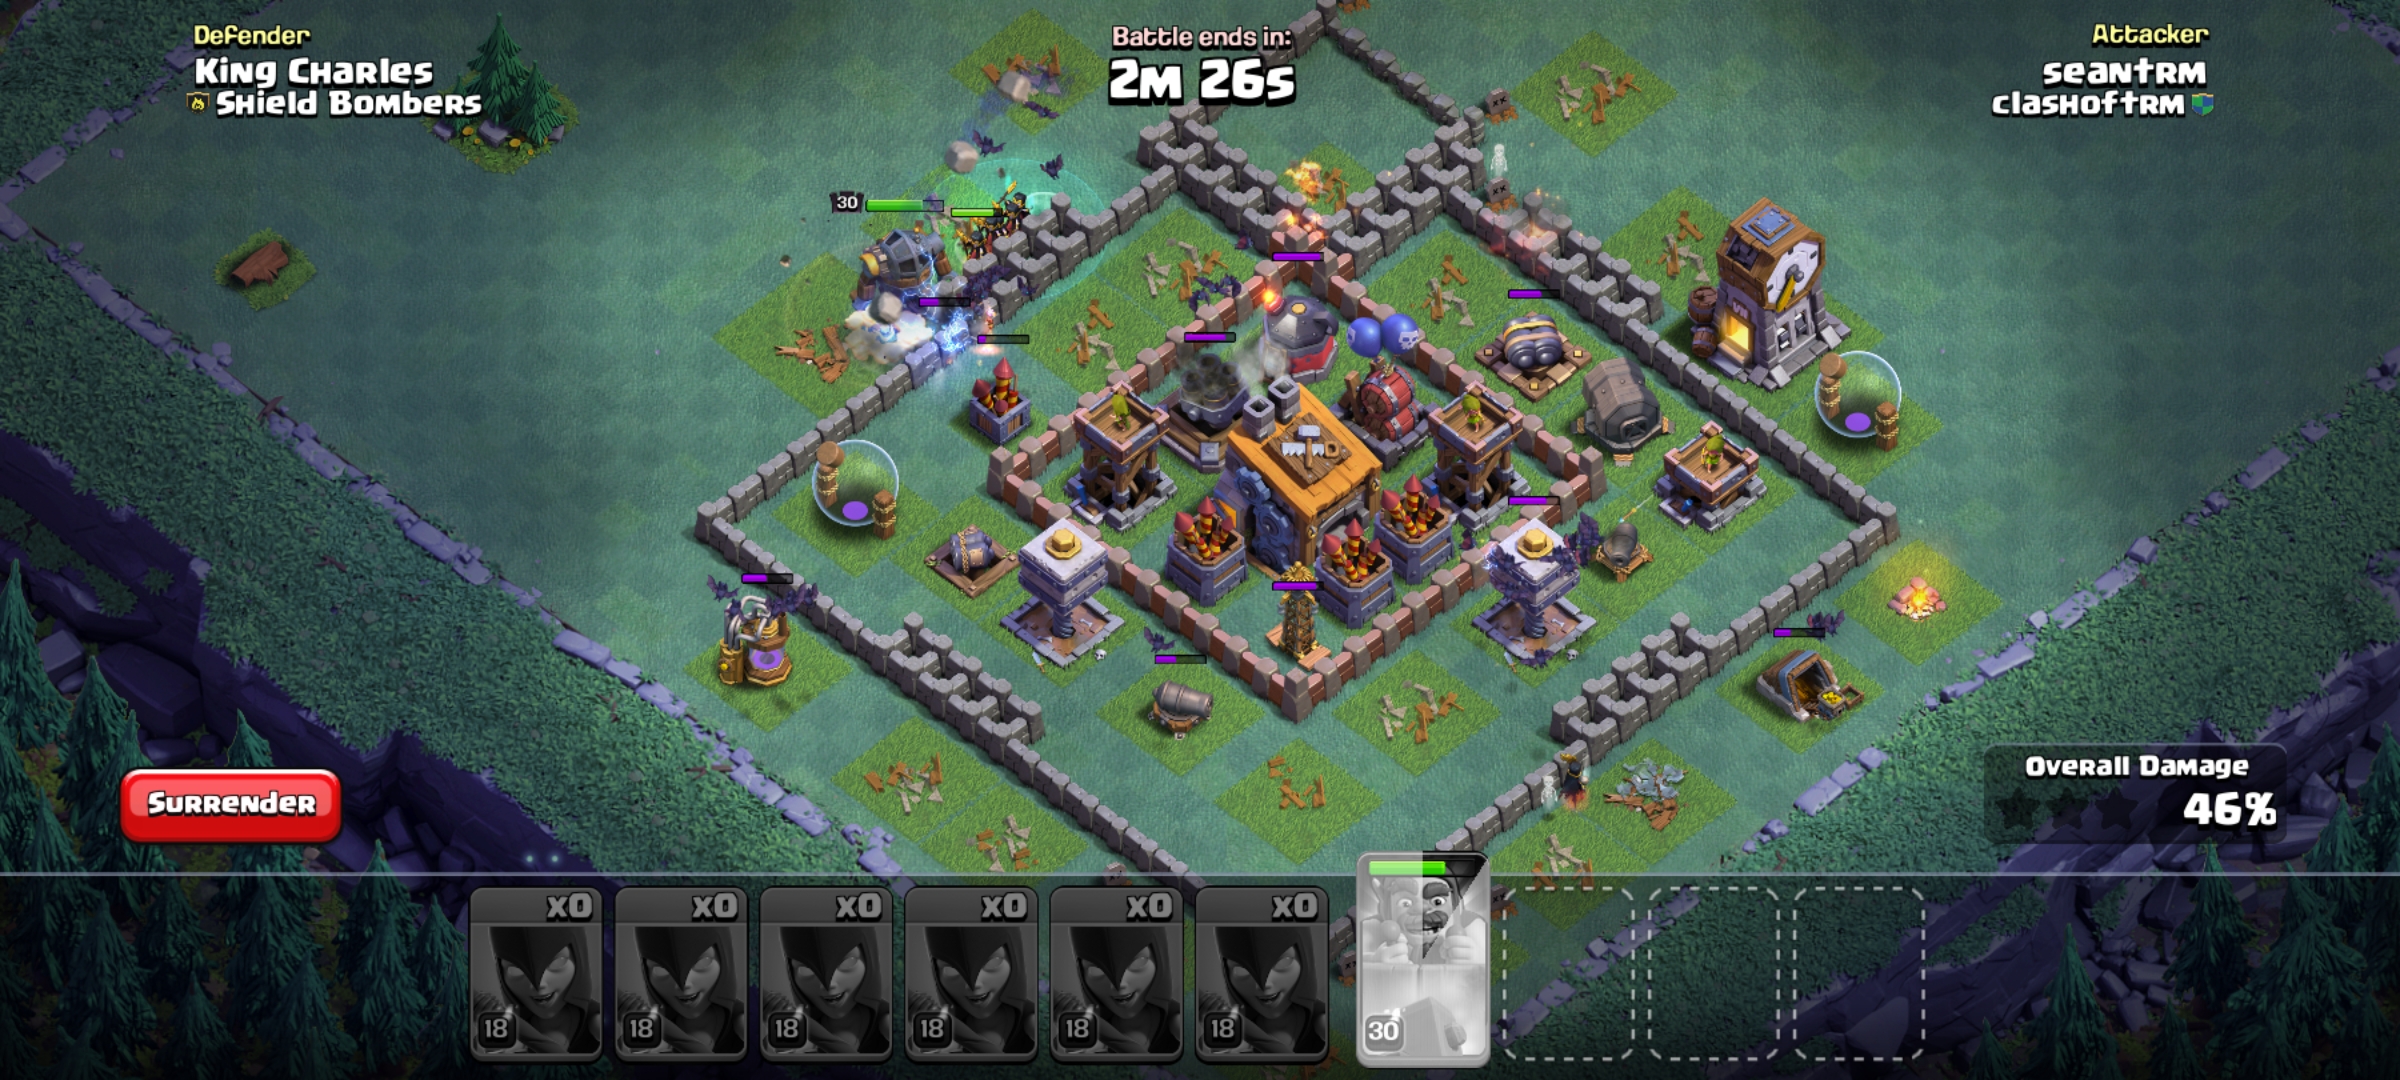 Defender
King Charles
Shield Bombers
Battle ends in:
2m 26s
Attacker
seantrm
clashoftrm
30
Surrender
Overall Damage
46%
x0
x0
x0
x0
x0
x0
18
18
18
18
18
18
30